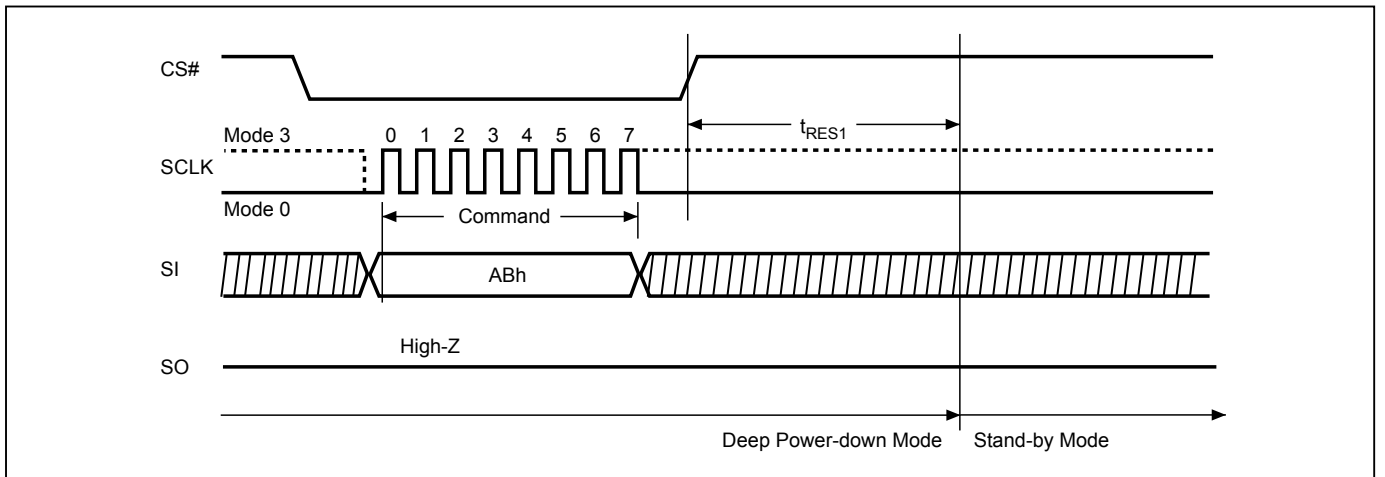 CS#
tRES1
Mode 3
0 1 2 3 4 5 6 7
SCLK
Mode 0
Command
SI
ABh
High-Z
SO
Deep Power-down Mode
Stand-by Mode